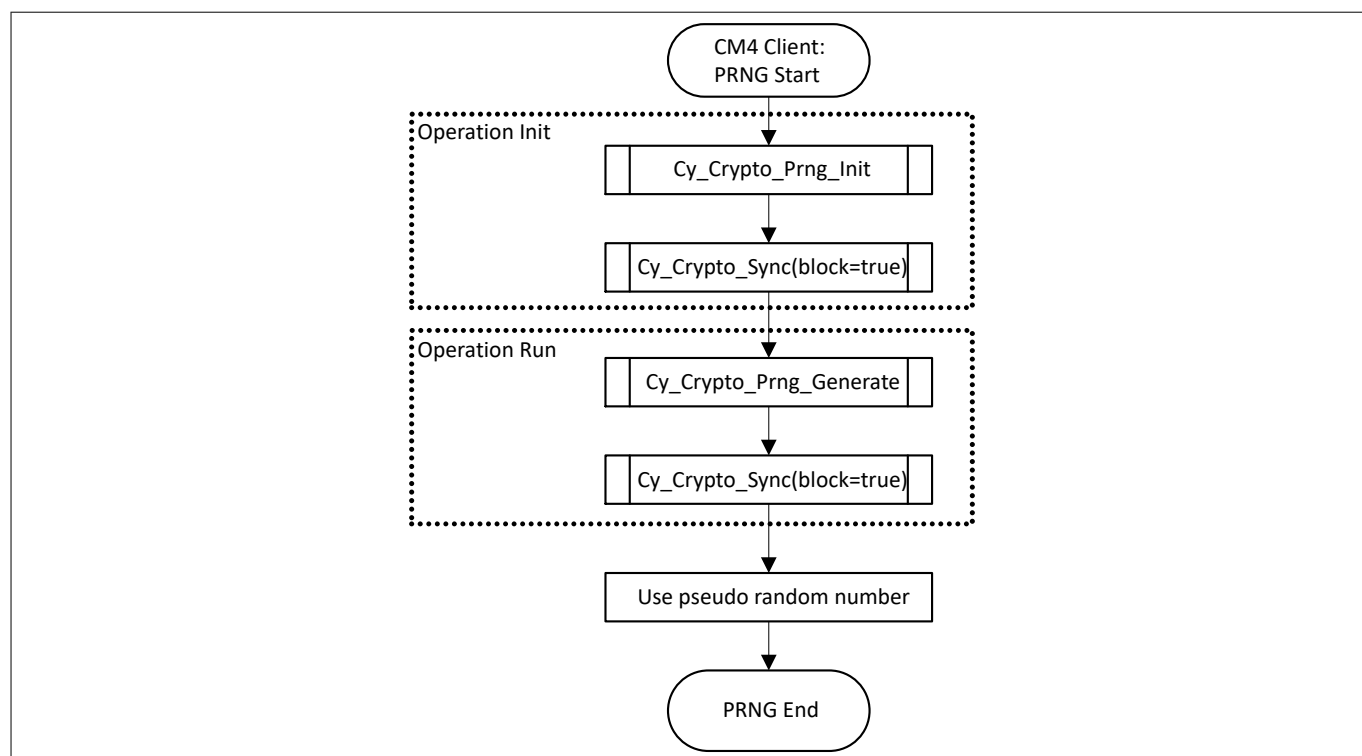 CM4 Client:
PRNG Start
Operation Init
Cy_Crypto_Prng_Init
Cy_Crypto_Sync(block=true)
Operation Run
Cy_Crypto_Prng_Generate
Cy_Crypto_Sync(block=true)
Use pseudo random number
PRNG End